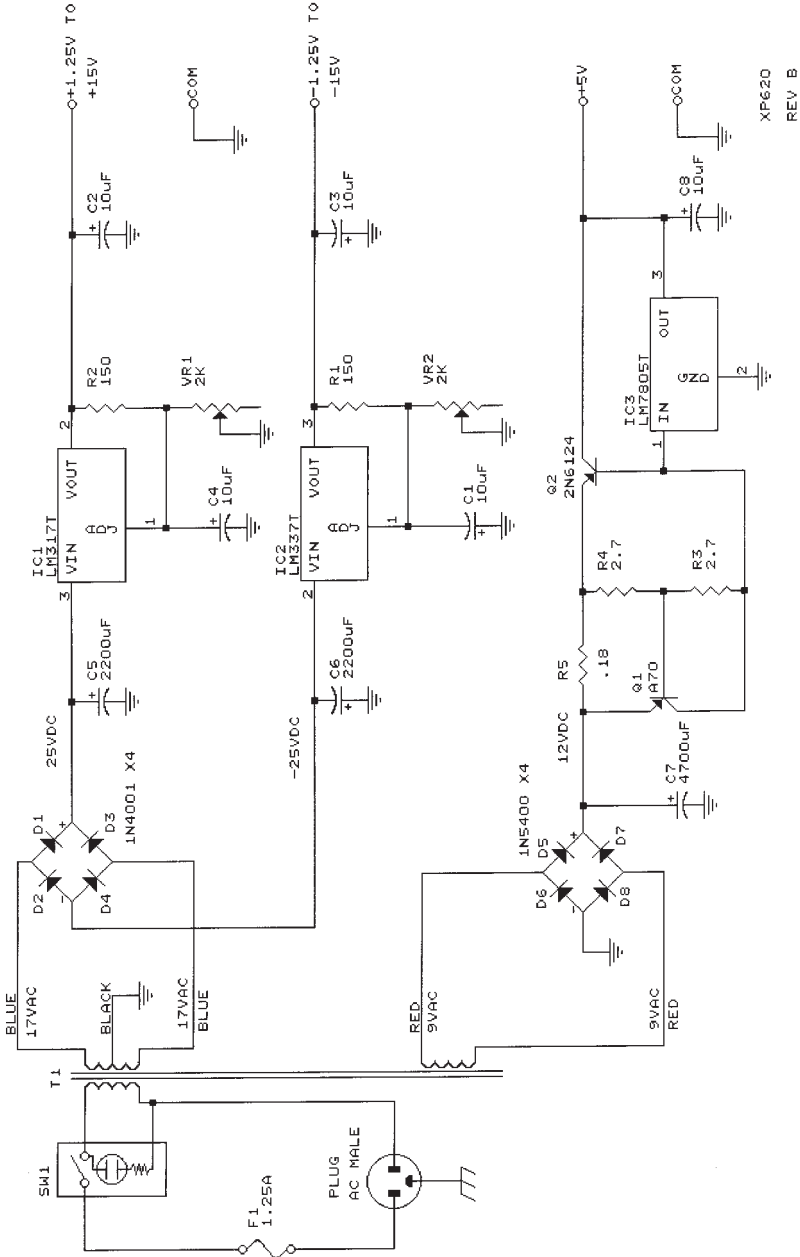 SW1
F1
1.25A
PLUG
AC MALE
T1
BLUE
17VAC
BLACK
17VAC
BLUE
D2
D1
D4
D3
-
+
1N4001 X4
25VDC
+
C5
2200uF
IC1
LM317T
3
VIN
VOUT
ADJ
2
1
+
C4
10uF
R2
150
VR1
2K
+
C2
10uF
+1.25V TO
+15V
COM
-25VDC
C6
2200uF
+
IC2
LM337T
2
VIN
VOUT
ADJ
3
1
C1
10uF
+
R1
150
VR2
2K
C3
10uF
+
-1.25V TO
-15V
RED
9VAC
9VAC
RED
1N5400 X4
D6
D5
D8
D7
-
+
12VDC
+
C7
4700uF
R5
.18
Q1
A70
R4
2.7
R3
2.7
Q2
2N6124
IC3
LM7805T
1
IN
OUT
GND
3
2
+
C8
10uF
+5V
COM
XP620
REV B